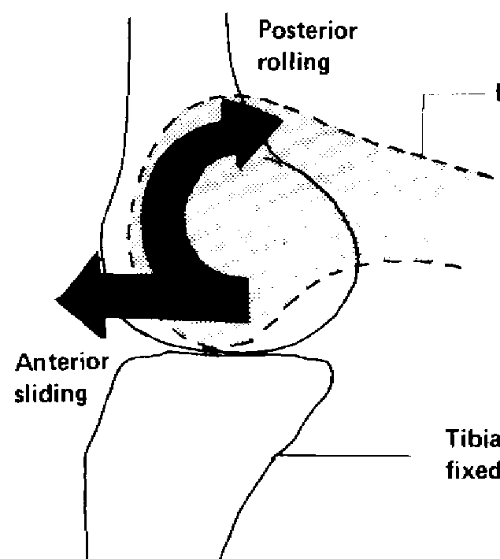 Posterior
rolling
Anterior
sliding
Tibia
fixed